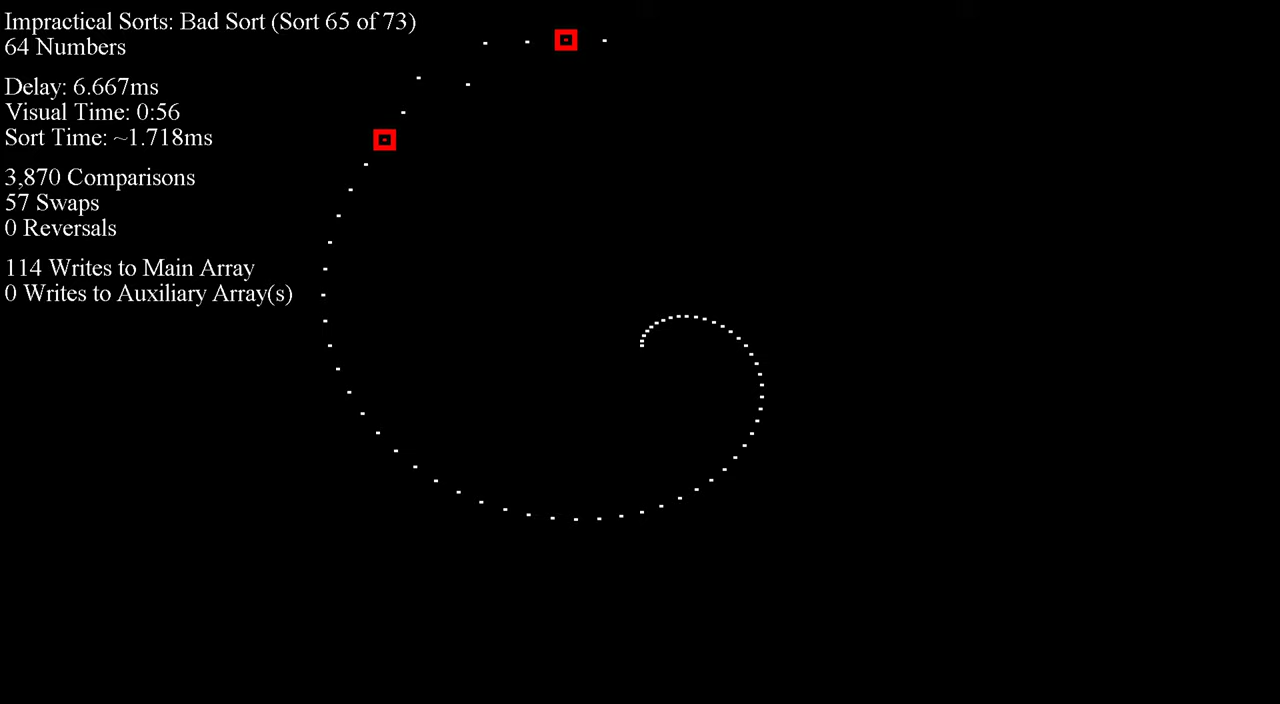 Impractical Sorts: Bad Sort (Sort 65 of 73)
64 Numbers
Delay: 6.667ms
Visual Time: 0:56
Sort Time: ~1.718ms
3,870 Comparisons
57 Swaps
0 Reversals
114 Writes to Main Array
0 Writes to Auxiliary Array(s)